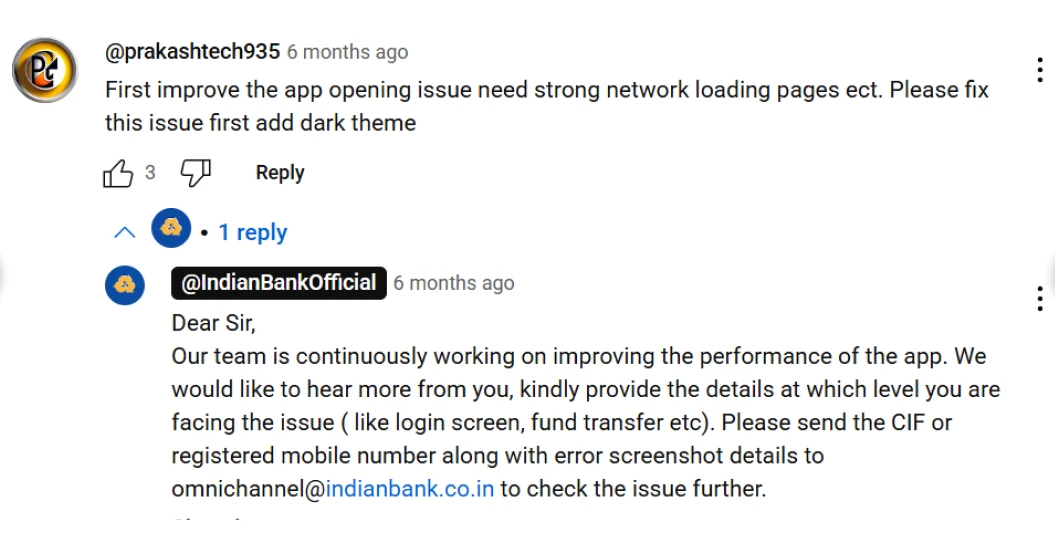 @prakashtech935 6 months ago
First improve the app opening issue need strong network loading pages ect. Please fix
this issue first add dark theme
3 Reply
• 1 reply
@IndianBankOfficial 6 months ago
Dear Sir,
Our team is continuously working on improving the performance of the app. We
would like to hear more from you, kindly provide the details at which level you are
facing the issue ( like login screen, fund transfer etc). Please send the CIF or
registered mobile number along with error screenshot details to
omnichannel@indianbank.co.in to check the issue further.